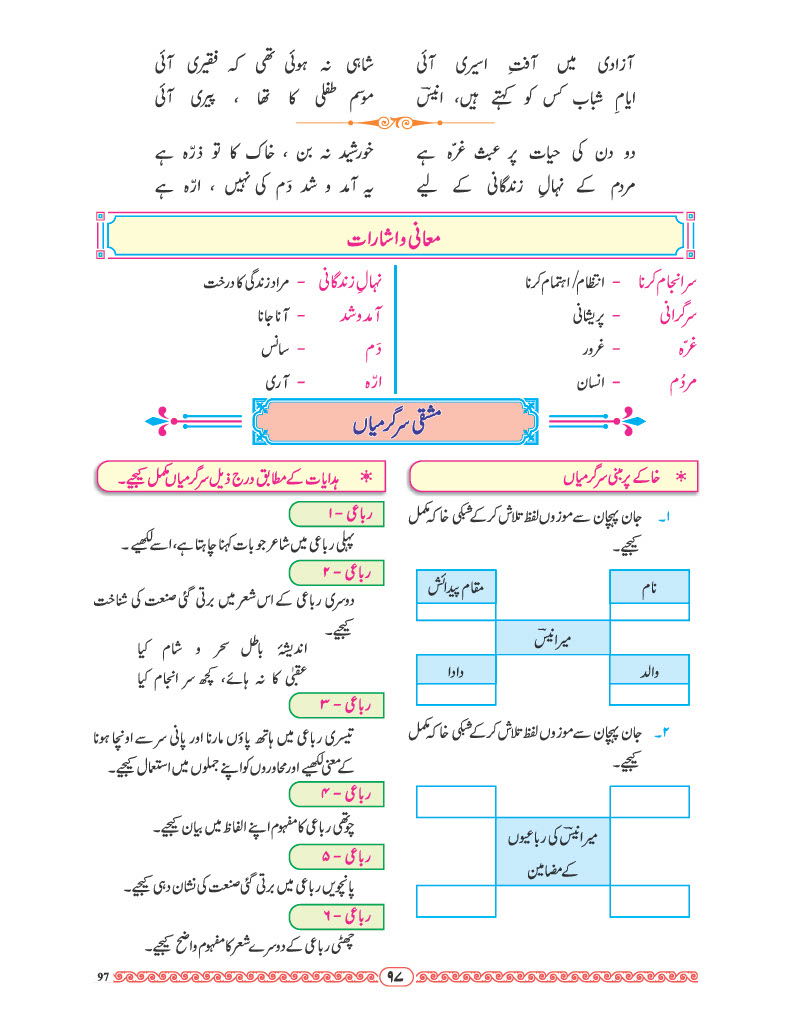 آزادی میں آفتِ اسیری آئی    شاہی نہ ہوئی تھی کہ فقیری آئی
ایامِ شباب کس کو کہتے ہیں، انیسؔ    موسم طفلی کا تھا ، پیری آئی
دو دن کی حیات پر عبث غرّہ ہے    خورشید نہ بن ، خاک کا تو ذرّہ ہے
مردم کے نہالِ زندگانی کے لیے    یہ آمد و شد دَم کی نہیں ، ارّہ ہے
معانی و اشارات
سر انجام کرنا - انتظام/ اہتمام کرنا
سرگرانی - پریشانی
غرّہ - غرور
مردُم - انسان
نہالِ زندگانی - مراد زندگی کا درخت
آمد و شد - آنا جانا
دَم - سانس
ارّہ - آری
مشقی سرگرمیاں
* خاکے پر مبنی سرگرمیاں
۱۔ جان پہچان سے موزوں لفظ تلاش کرکے شبکی خاکہ مکمل
کیجیے۔
نام    مقام پیدائش
میر انیسؔ
والد    دادا
۲۔ جان پہچان سے موزوں لفظ تلاش کرکے شبکی خاکہ مکمل
کیجیے۔
میر انیسؔ کی رباعیوں
کے مضامین
* ہدایات کے مطابق درج ذیل سرگرمیاں مکمل کیجیے۔
رباعی - ۱
پہلی رباعی میں شاعر جو بات کہنا چاہتا ہے، اسے لکھیے ۔
رباعی - ۲
دوسری رباعی کے اس شعر میں برتی گئی صنعت کی شناخت
کیجیے۔
اندیشۂ باطل سحر و شام کیا
عقبیٰ کا نہ ہائے، کچھ سر انجام کیا
رباعی - ۳
تیسری رباعی میں ہاتھ پاؤں مارنا اور پانی سر سے اونچا ہونا
کے معنی لکھیے اور محاوروں کو اپنے جملوں میں استعمال کیجیے۔
رباعی - ۴
چوتھی رباعی کا مفہوم اپنے الفاظ میں بیان کیجیے۔
رباعی - ۵
پانچویں رباعی میں برتی گئی صنعت کی نشان دہی کیجیے۔
رباعی - ۶
چھٹی رباعی کے دوسرے شعر کا مفہوم واضح کیجیے۔
۹۷
97